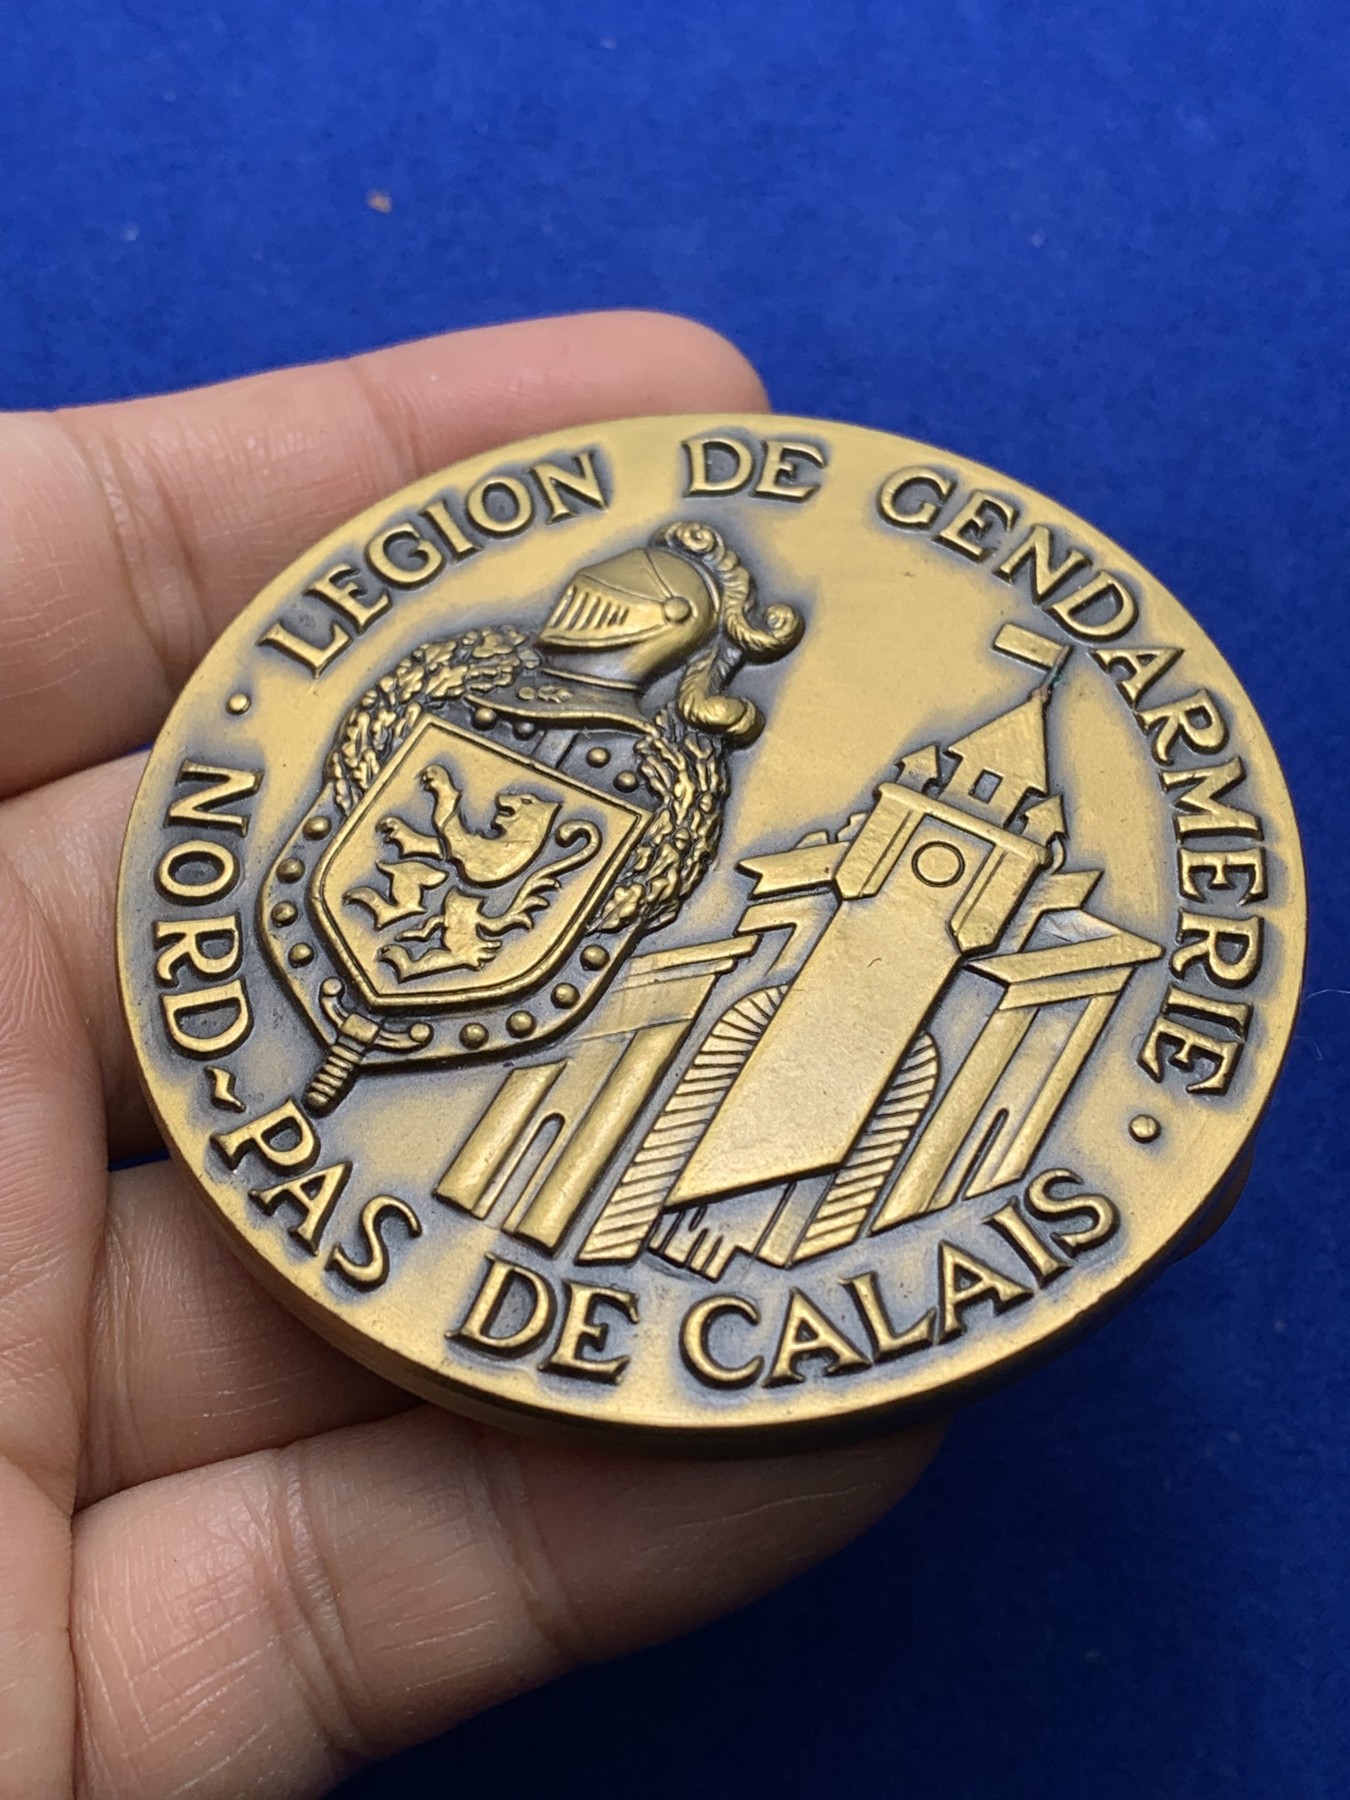 · LEGION DE GENDARMERIE ·
NORD-PAS DE CALAIS